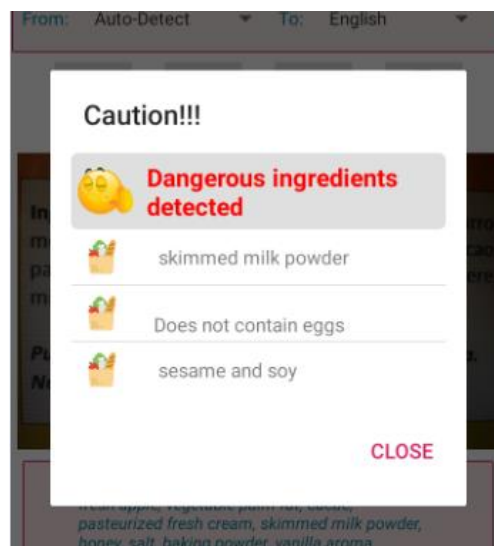 From: Auto-Detect To: English
Caution!!!
Dangerous ingredients
detected
skimmed milk powder
Does not contain eggs
sesame and soy
CLOSE
fresh apple, vegetable palm fat, cacao,
pasteurized fresh cream, skimmed milk powder,
honey, salt, baking powder, vanilla aroma